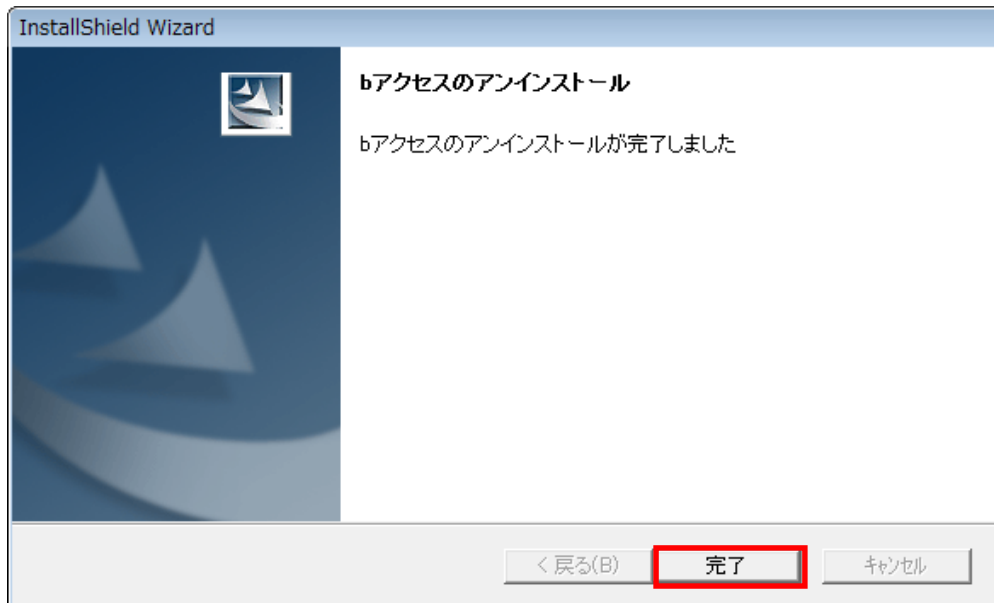 InstallShield Wizard
bアクセスのアンインストール
bアクセスのアンインストールが完了しました
< 戻る(B)
完了
キャンセル